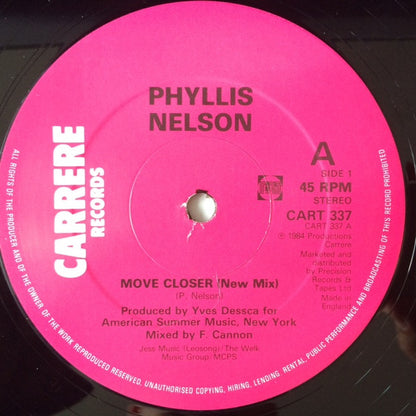 PHYLLIS
NELSON
CARRERE
RECORDS
A
SIDE 1
45 RPM
STEREO
CART 337
CART 337 A
℗ 1984 Productions
Carrere
Marketed and
distributed
by Precision
Records &
Tapes Ltd
Made in
England
MOVE CLOSER (New Mix)
(P. Nelson)
Produced by Yves Dessca for
American Summer Music, New York
Mixed by F. Cannon
Jess Music (Leosong)/The Welk
Music Group/MCPS
ALL RIGHTS OF THE PRODUCER AND OF THE OWNER OF THE WORK REPRODUCED RESERVED, UNAUTHORISED COPYING, HIRING, LENDING RENTAL, PUBLIC PERFORMANCE AND BROADCASTING OF THIS RECORD PROHIBITED